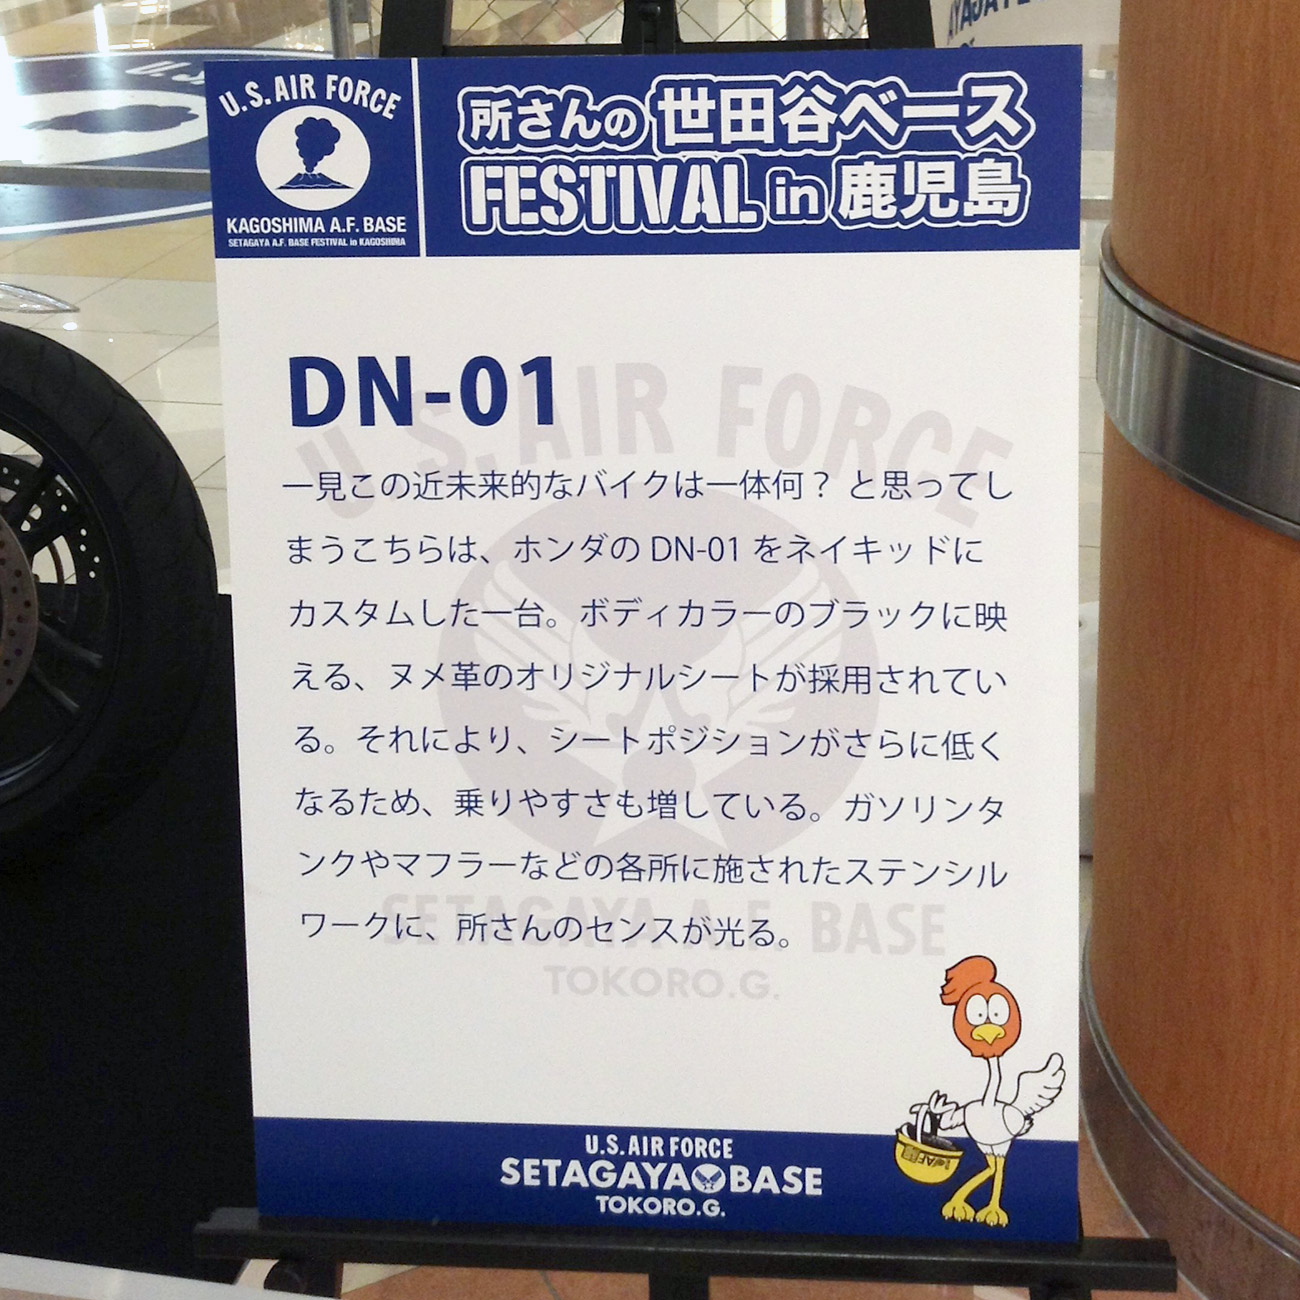 U.S. AIR FORCE
KAGOSHIMA A.F. BASE
SETAGAYA A.F. BASE FESTIVAL in KAGOSHIMA
所さんの世田谷ベース
FESTIVAL in 鹿児島
DN-01
一見この近未来的なバイクは一体何？ と思ってし
まうこちらは、ホンダの DN-01 をネイキッドに
カスタムした一台。ボディカラーのブラックに映
える、ヌメ革のオリジナルシートが採用されてい
る。それにより、シートポジションがさらに低く
なるため、乗りやすさも増している。ガソリンタ
ンクやマフラーなどの各所に施されたステンシル
ワークに、所さんのセンスが光る。
U.S. AIR FORCE
SETAGAYA A.F. BASE
TOKORO.G.
U.S. AIR FORCE
SETAGAYA BASE
TOKORO.G.